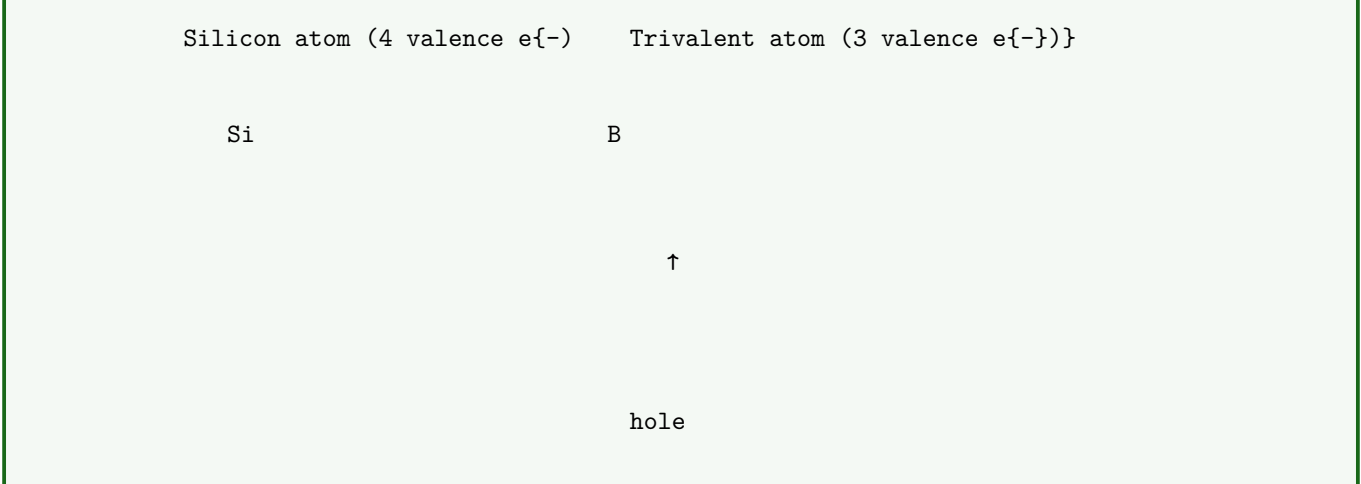 Silicon atom (4 valence e{-)    Trivalent atom (3 valence e{-})}
Si    B
↑
hole